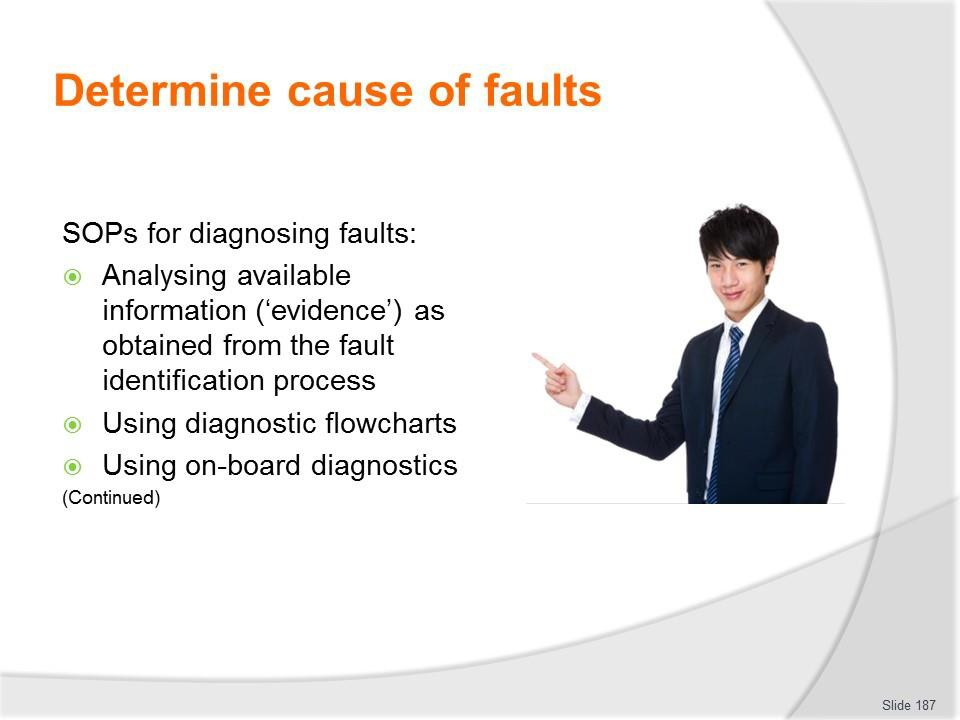 Determine cause of faults
SOPs for diagnosing faults:
Analysing available
information (‘evidence’) as
obtained from the fault
identification process
Using diagnostic flowcharts
Using on-board diagnostics
(Continued)
Slide 187